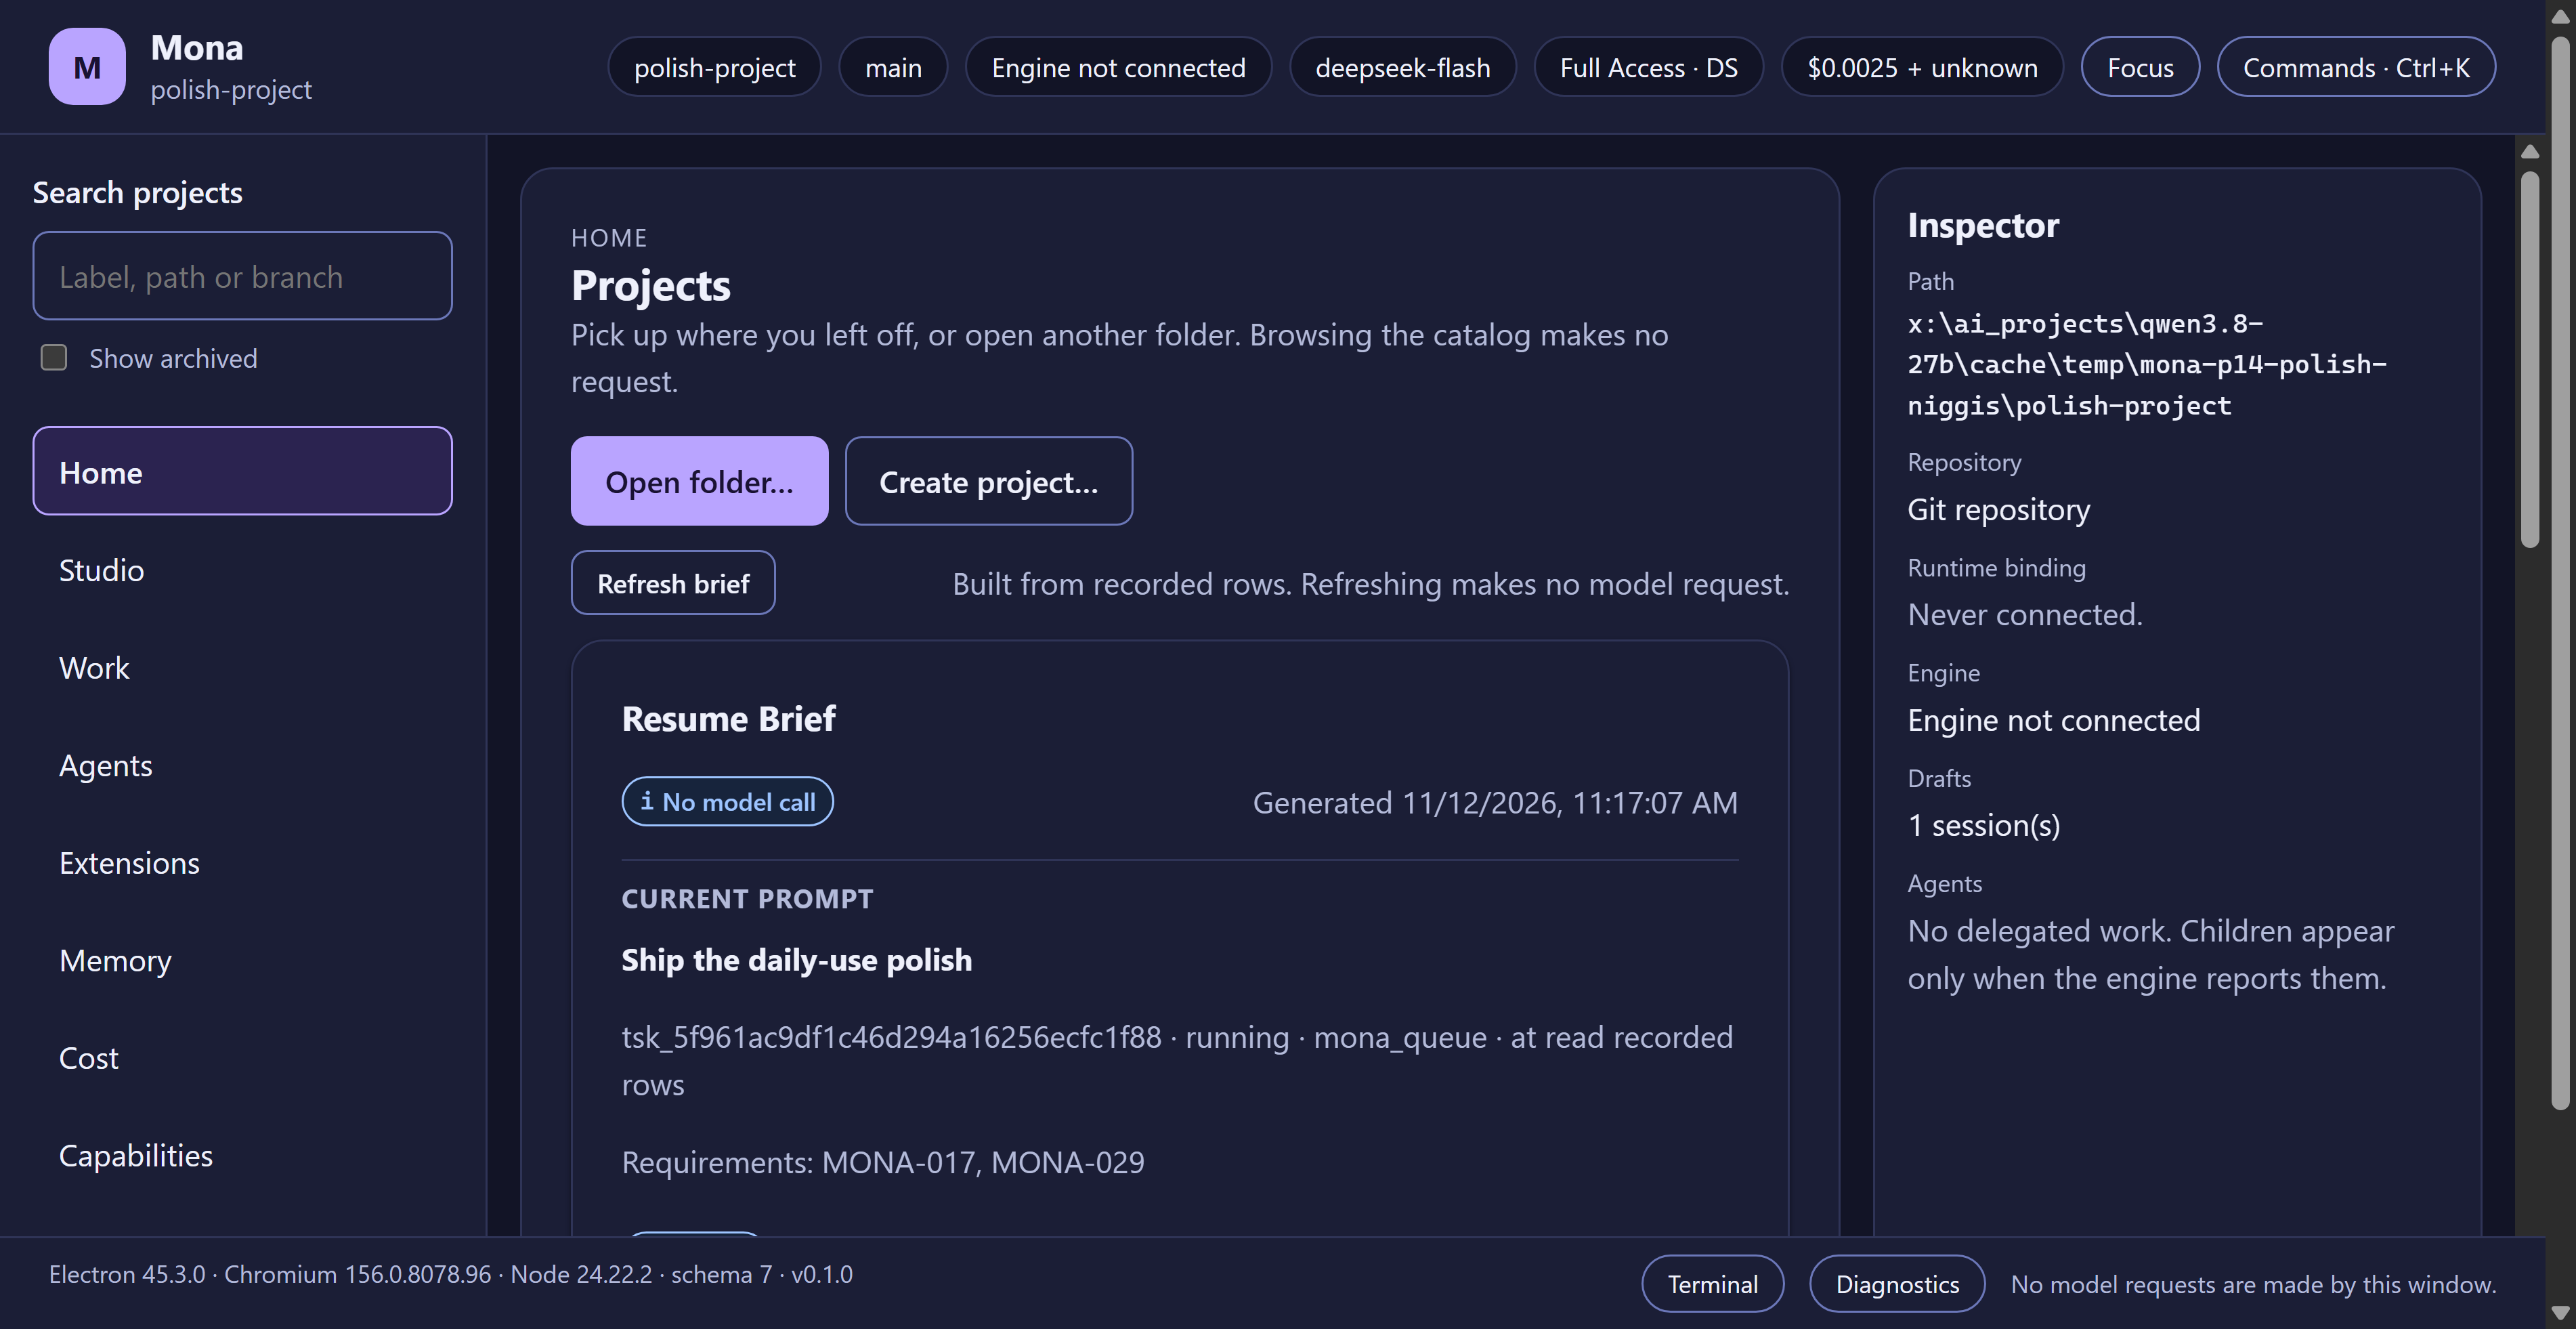 M
Mona
polish-project
polish-project
main
Engine not connected
deepseek-flash
Full Access · DS
$0.0025 + unknown
Focus
Commands · Ctrl+K
Search projects
Label, path or branch
Show archived
Home
Studio
Work
Agents
Extensions
Memory
Cost
Capabilities
HOME
Projects
Pick up where you left off, or open another folder. Browsing the catalog makes no
request.
Open folder...
Create project...
Refresh brief
Built from recorded rows. Refreshing makes no model request.
Resume Brief
i No model call
Generated 11/12/2026, 11:17:07 AM
CURRENT PROMPT
Ship the daily-use polish
tsk_5f961ac9df1c46d294a16256ecfc1f88 · running · mona_queue · at read recorded
rows
Requirements: MONA-017, MONA-029
Inspector
Path
x:\ai_projects\qwen3.8-
27b\cache\temp\mona-p14-polish-
niggis\polish-project
Repository
Git repository
Runtime binding
Never connected.
Engine
Engine not connected
Drafts
1 session(s)
Agents
No delegated work. Children appear
only when the engine reports them.
Electron 45.3.0 · Chromium 156.0.8078.96 · Node 24.22.2 · schema 7 · v0.1.0
Terminal
Diagnostics
No model requests are made by this window.